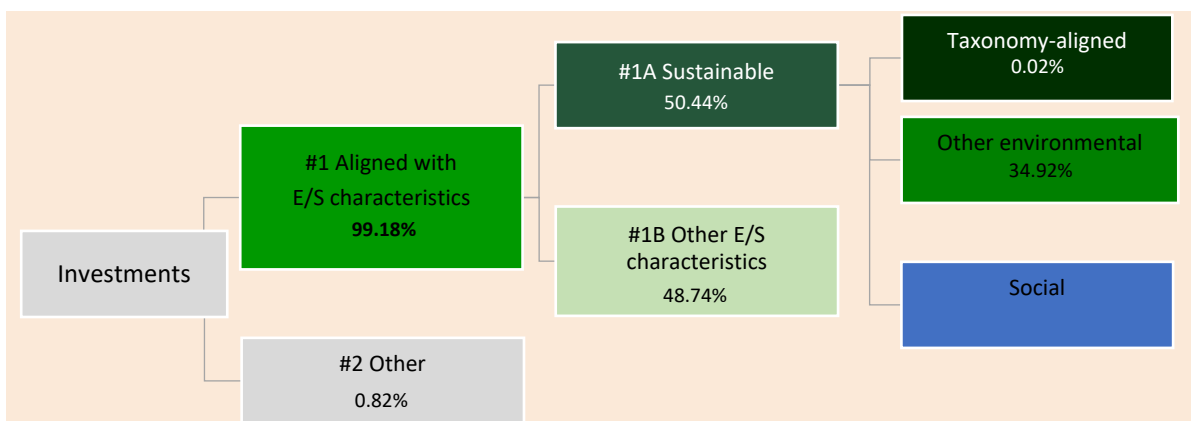 Investments
#1 Aligned with
E/S characteristics
99.18%
#2 Other
0.82%
#1A Sustainable
50.44%
#1B Other E/S
characteristics
48.74%
Taxonomy-aligned
0.02%
Other environmental
34.92%
Social